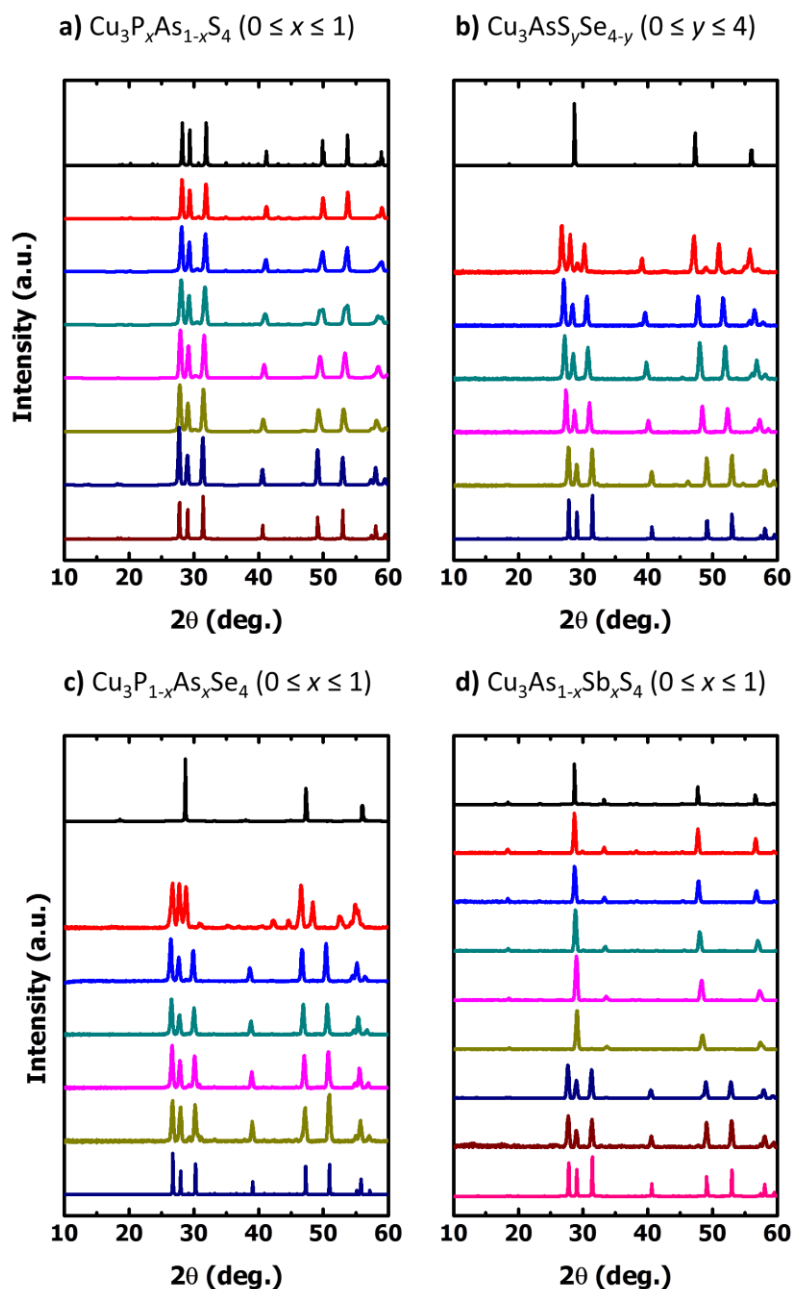 a) Cu₃PₓAs₁₋ₓS₄ (0 ≤ x ≤ 1)
b) Cu₃AsSᵧSe₄₋ᵧ (0 ≤ y ≤ 4)
Intensity (a.u.)
10 20 30 40 50 60
10 20 30 40 50 60
2θ (deg.)
2θ (deg.)
c) Cu₃P₁₋ₓAsₓSe₄ (0 ≤ x ≤ 1)
d) Cu₃As₁₋ₓSbₓS₄ (0 ≤ x ≤ 1)
Intensity (a.u.)
10 20 30 40 50 60
10 20 30 40 50 60
2θ (deg.)
2θ (deg.)